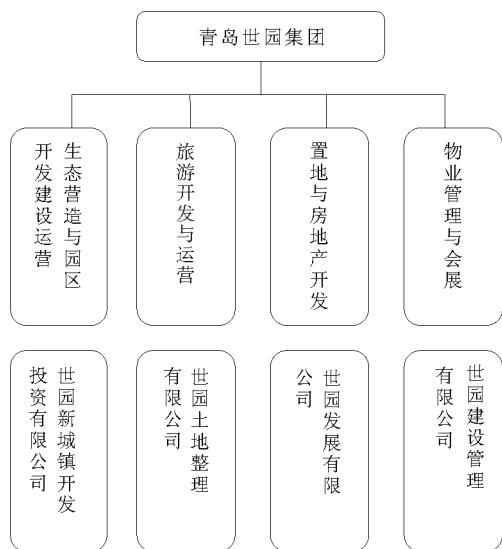 青岛世园集团
生态营造与园区
开发建设运营
旅游开发与运营
置地与房地产开发
物业管理与会展
世园新城镇开发
投资有限公司
世园土地整理
有限公司
世园发展有限
公司
世园建设管理
有限公司